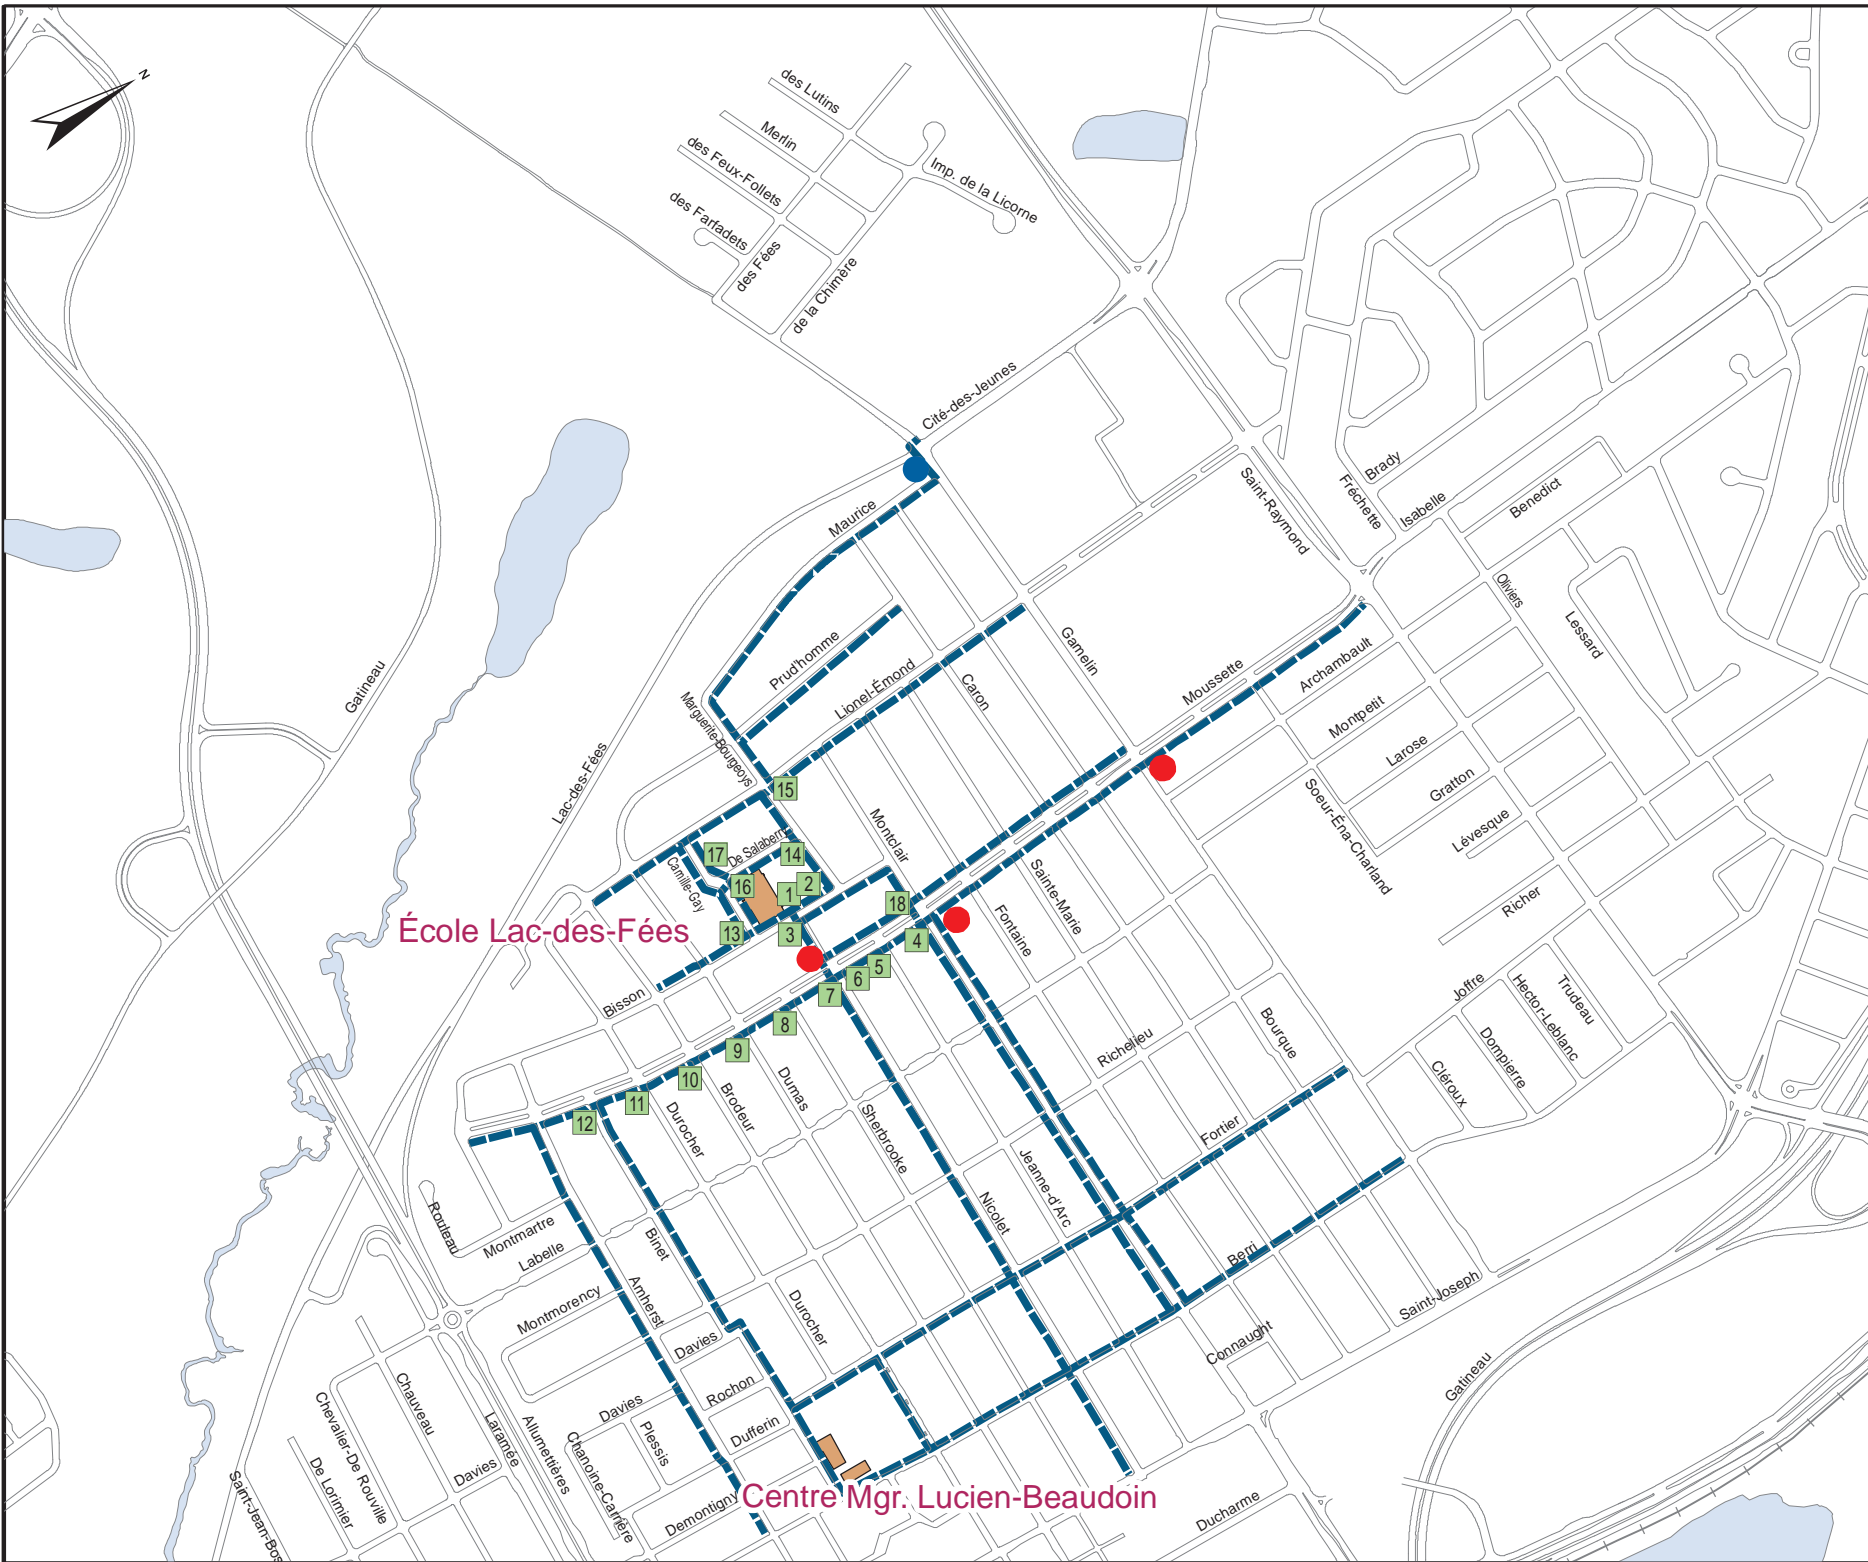 N
des Lutins
Merlin
des Feux-Follets
Imp. de la Licorne
des Farfadets
des Fées
de la Chimère
Cité-des-Jeunes
Saint-Raymond
Fréchette
Brady
Isabelle
Benedict
Maurice
Oliviers
Lessard
Gatineau
Prud'homme
Lionel-Émond
Gamelin
Caron
Moussette
Archambault
Montpetit
Larose
Gratton
Lévesque
Marguerite-Bourgeoys
Lac-des-Fées
15
Montclair
Soeur-Éna-Charland
De Salaberry
17
14
Camille-Gay
16
1
2
18
Sainte-Marie
Richer
École Lac-des-Fées
13
3
4
Fontaine
5
6
7
Bisson
8
Joffre
Trudeau
Hector-Leblanc
Dompierre
Cléroux
Bourque
Richelieu
9
10
11
12
Durocher
Brodeur
Dumas
Sherbrooke
Fortier
Jeanne-d'Arc
Nicolet
Rouleau
Montmartre
Labelle
Binet
Berri
Montmorency
Amherst
Durocher
Saint-Joseph
Connaught
Davies
Gatineau
Rochon
Davies
Plessis
Dufferin
Chauveau
Chevalier-De Rouville
Laramée
Allumettières
Chanoine-Carrière
De Lorimier
Davies
Demontigny
Centre Mgr. Lucien-Beaudoin
Ducharme
Saint-Jean-Bos